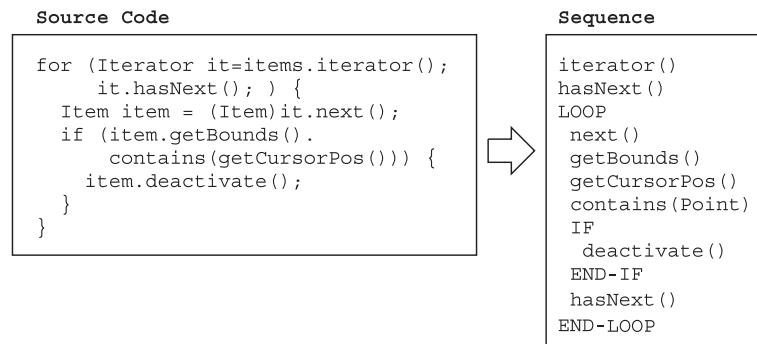 Source Code
for (Iterator it=items.iterator();
it.hasNext(); ) {
Item item = (Item)it.next();
if (item.getBounds().
contains(getCursorPos())) {
item.deactivate();
}
}
Sequence
iterator()
hasNext()
LOOP
next()
getBounds()
getCursorPos()
contains(Point)
IF
deactivate()
END-IF
hasNext()
END-LOOP